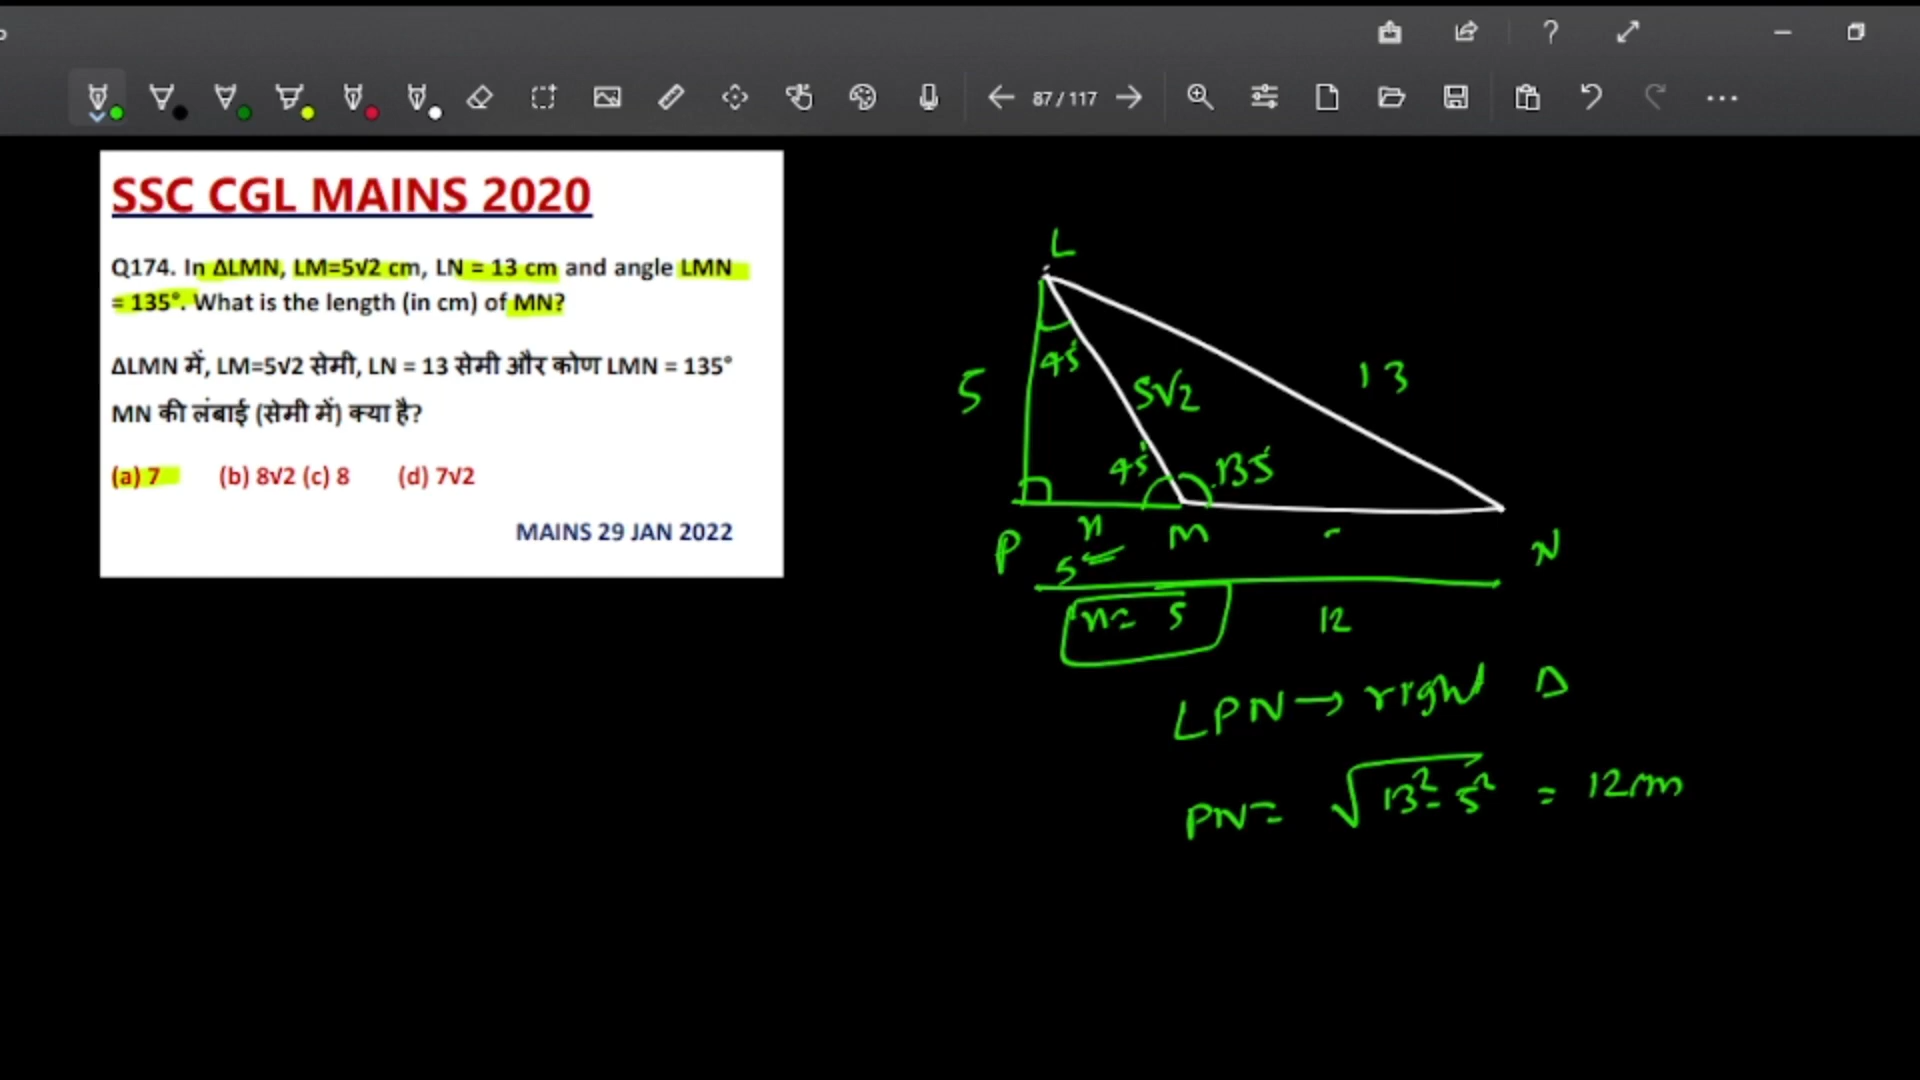 87 / 117
SSC CGL MAINS 2020
Q174. In ΔLMN, LM=5√2 cm, LN = 13 cm and angle LMN
= 135°. What is the length (in cm) of MN?
ΔLMN में, LM=5√2 सेमी, LN = 13 सेमी और कोण LMN = 135°
MN की लंबाई (सेमी में) क्या है?
(a) 7 (b) 8√2 (c) 8 (d) 7√2
MAINS 29 JAN 2022
L
45
5
5√2
13
45
135
P
n
M
N
5
n= 5
12
LPN → right Δ
PN= √13²-5² = 12cm